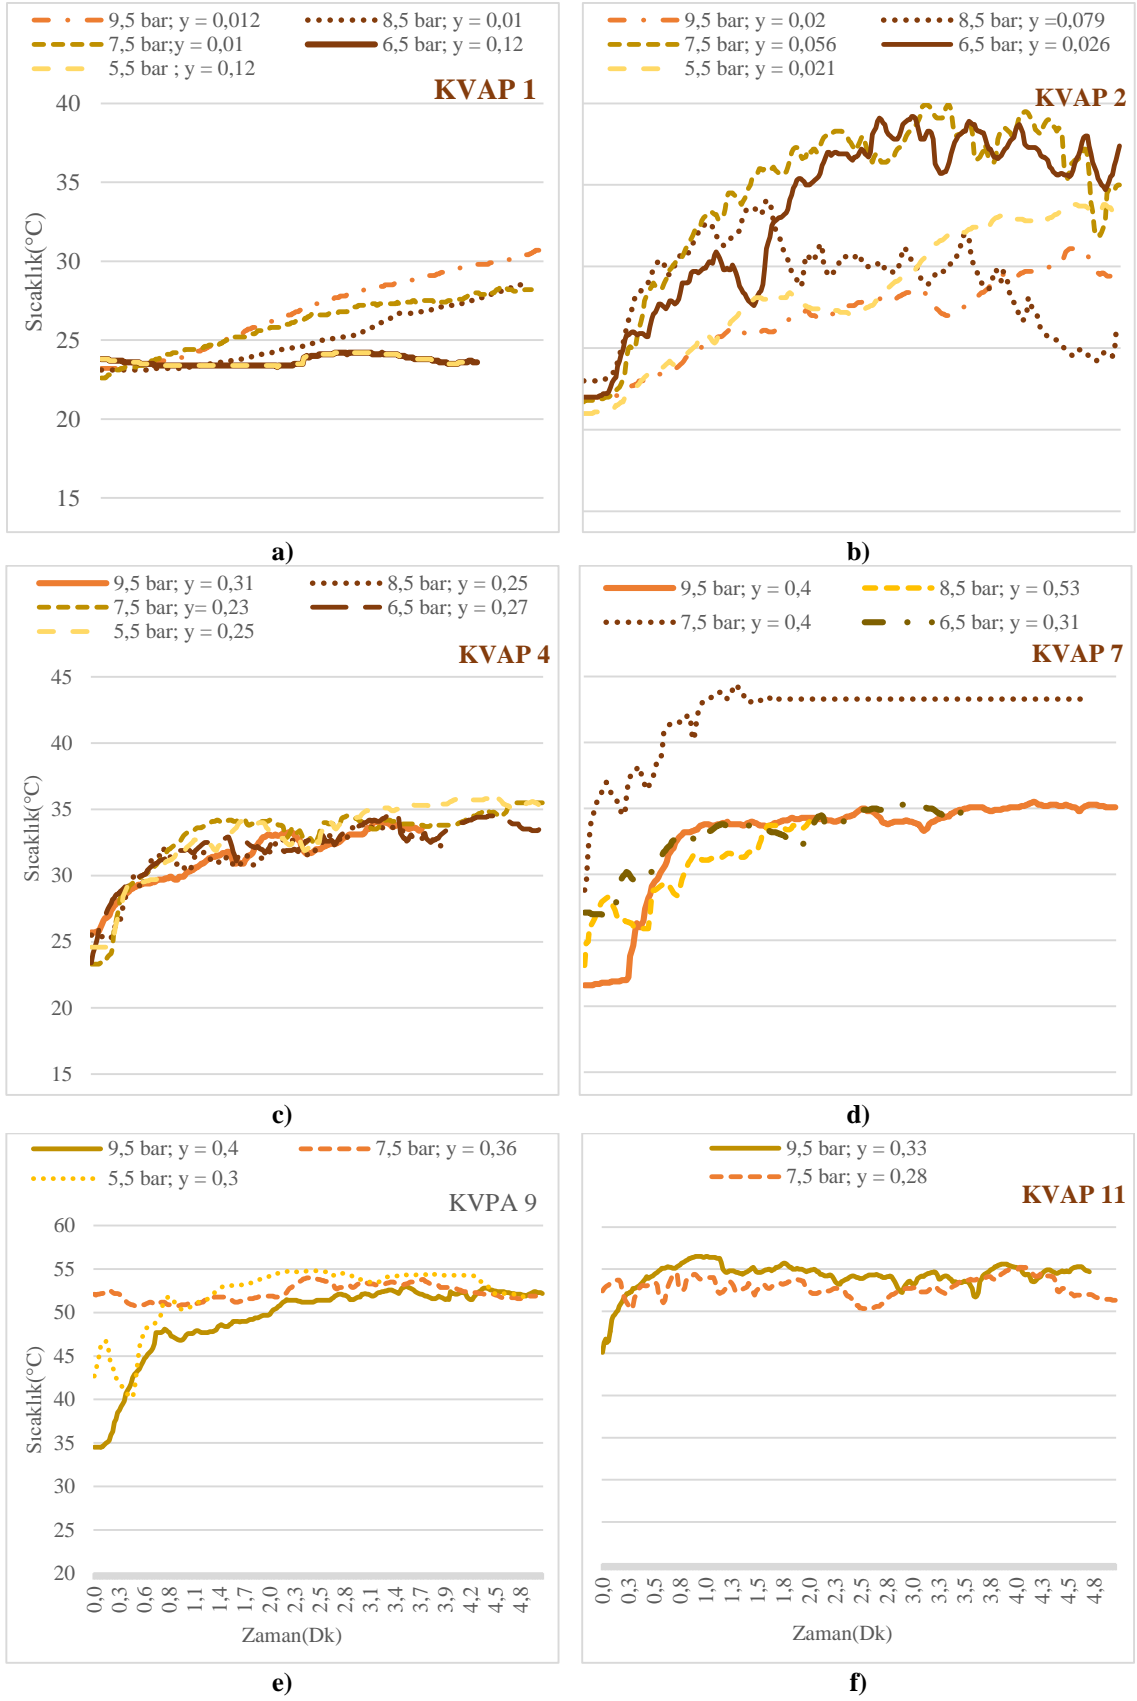 9,5 bar; y = 0,012
8,5 bar; y = 0,01
7,5 bar;y = 0,01
6,5 bar; y = 0,12
5,5 bar ; y = 0,12
KVAP 1
40
35
30
25
20
15
Sıcaklık(°C)
a)
9,5 bar; y = 0,02
8,5 bar; y =0,079
7,5 bar; y = 0,056
6,5 bar; y = 0,026
5,5 bar; y = 0,021
KVAP 2
b)
9,5 bar; y = 0,31
8,5 bar; y = 0,25
7,5 bar; y= 0,23
6,5 bar; y = 0,27
5,5 bar; y = 0,25
KVAP 4
45
40
35
30
25
20
15
Sıcaklık(°C)
c)
9,5 bar; y = 0,4
8,5 bar; y = 0,53
7,5 bar; y = 0,4
6,5 bar; y = 0,31
KVAP 7
d)
9,5 bar; y = 0,4
7,5 bar; y = 0,36
5,5 bar; y = 0,3
KVPA 9
60
55
50
45
40
35
30
25
20
Sıcaklık(°C)
0,0 0,3 0,6 0,8 1,1 1,4 1,7 2,0 2,3 2,5 2,8 3,1 3,4 3,7 3,9 4,2 4,5 4,8
Zaman(Dk)
e)
9,5 bar; y = 0,33
7,5 bar; y = 0,28
KVAP 11
0,0 0,3 0,5 0,8 1,0 1,3 1,5 1,8 2,0 2,3 2,5 2,8 3,0 3,3 3,5 3,8 4,0 4,3 4,5 4,8
Zaman(Dk)
f)